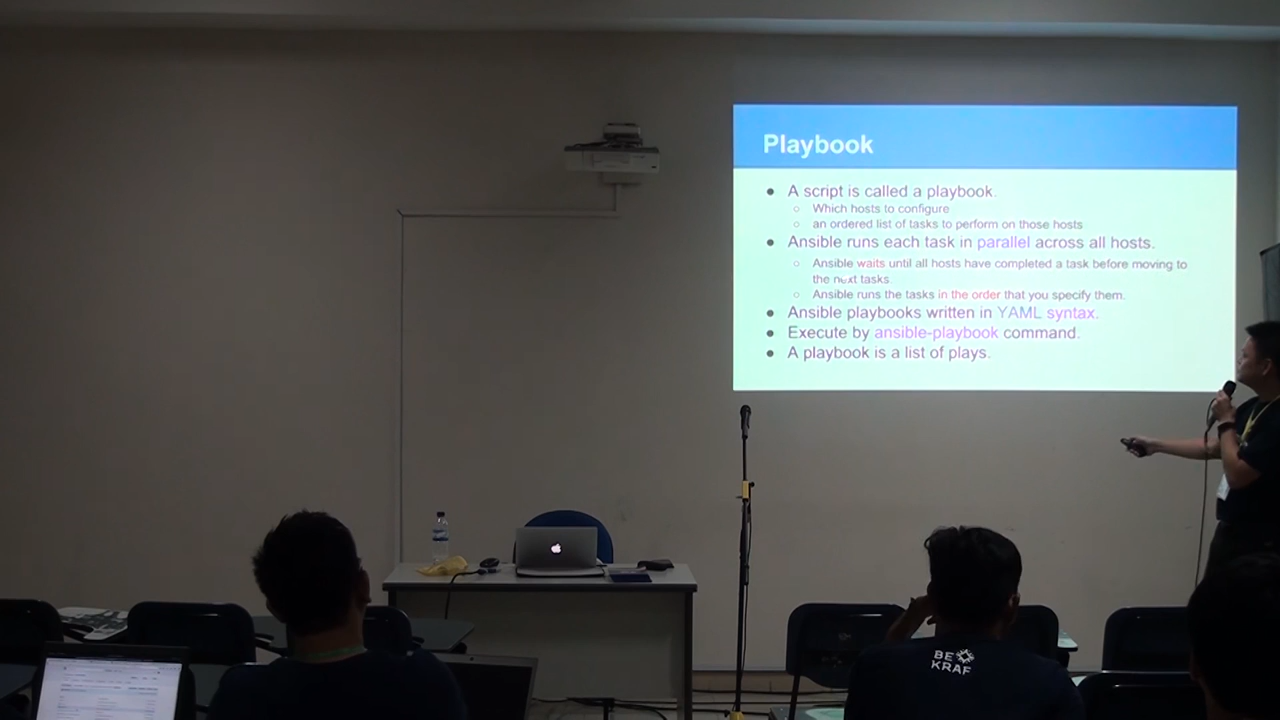 Playbook
A script is called a playbook.
Which hosts to configure
an ordered list of tasks to perform on those hosts
Ansible runs each task in parallel across all hosts.
Ansible waits until all hosts have completed a task before moving to
the next tasks.
Ansible runs the tasks in the order that you specify them.
Ansible playbooks written in YAML syntax.
Execute by ansible-playbook command.
A playbook is a list of plays.
BE
KRAF